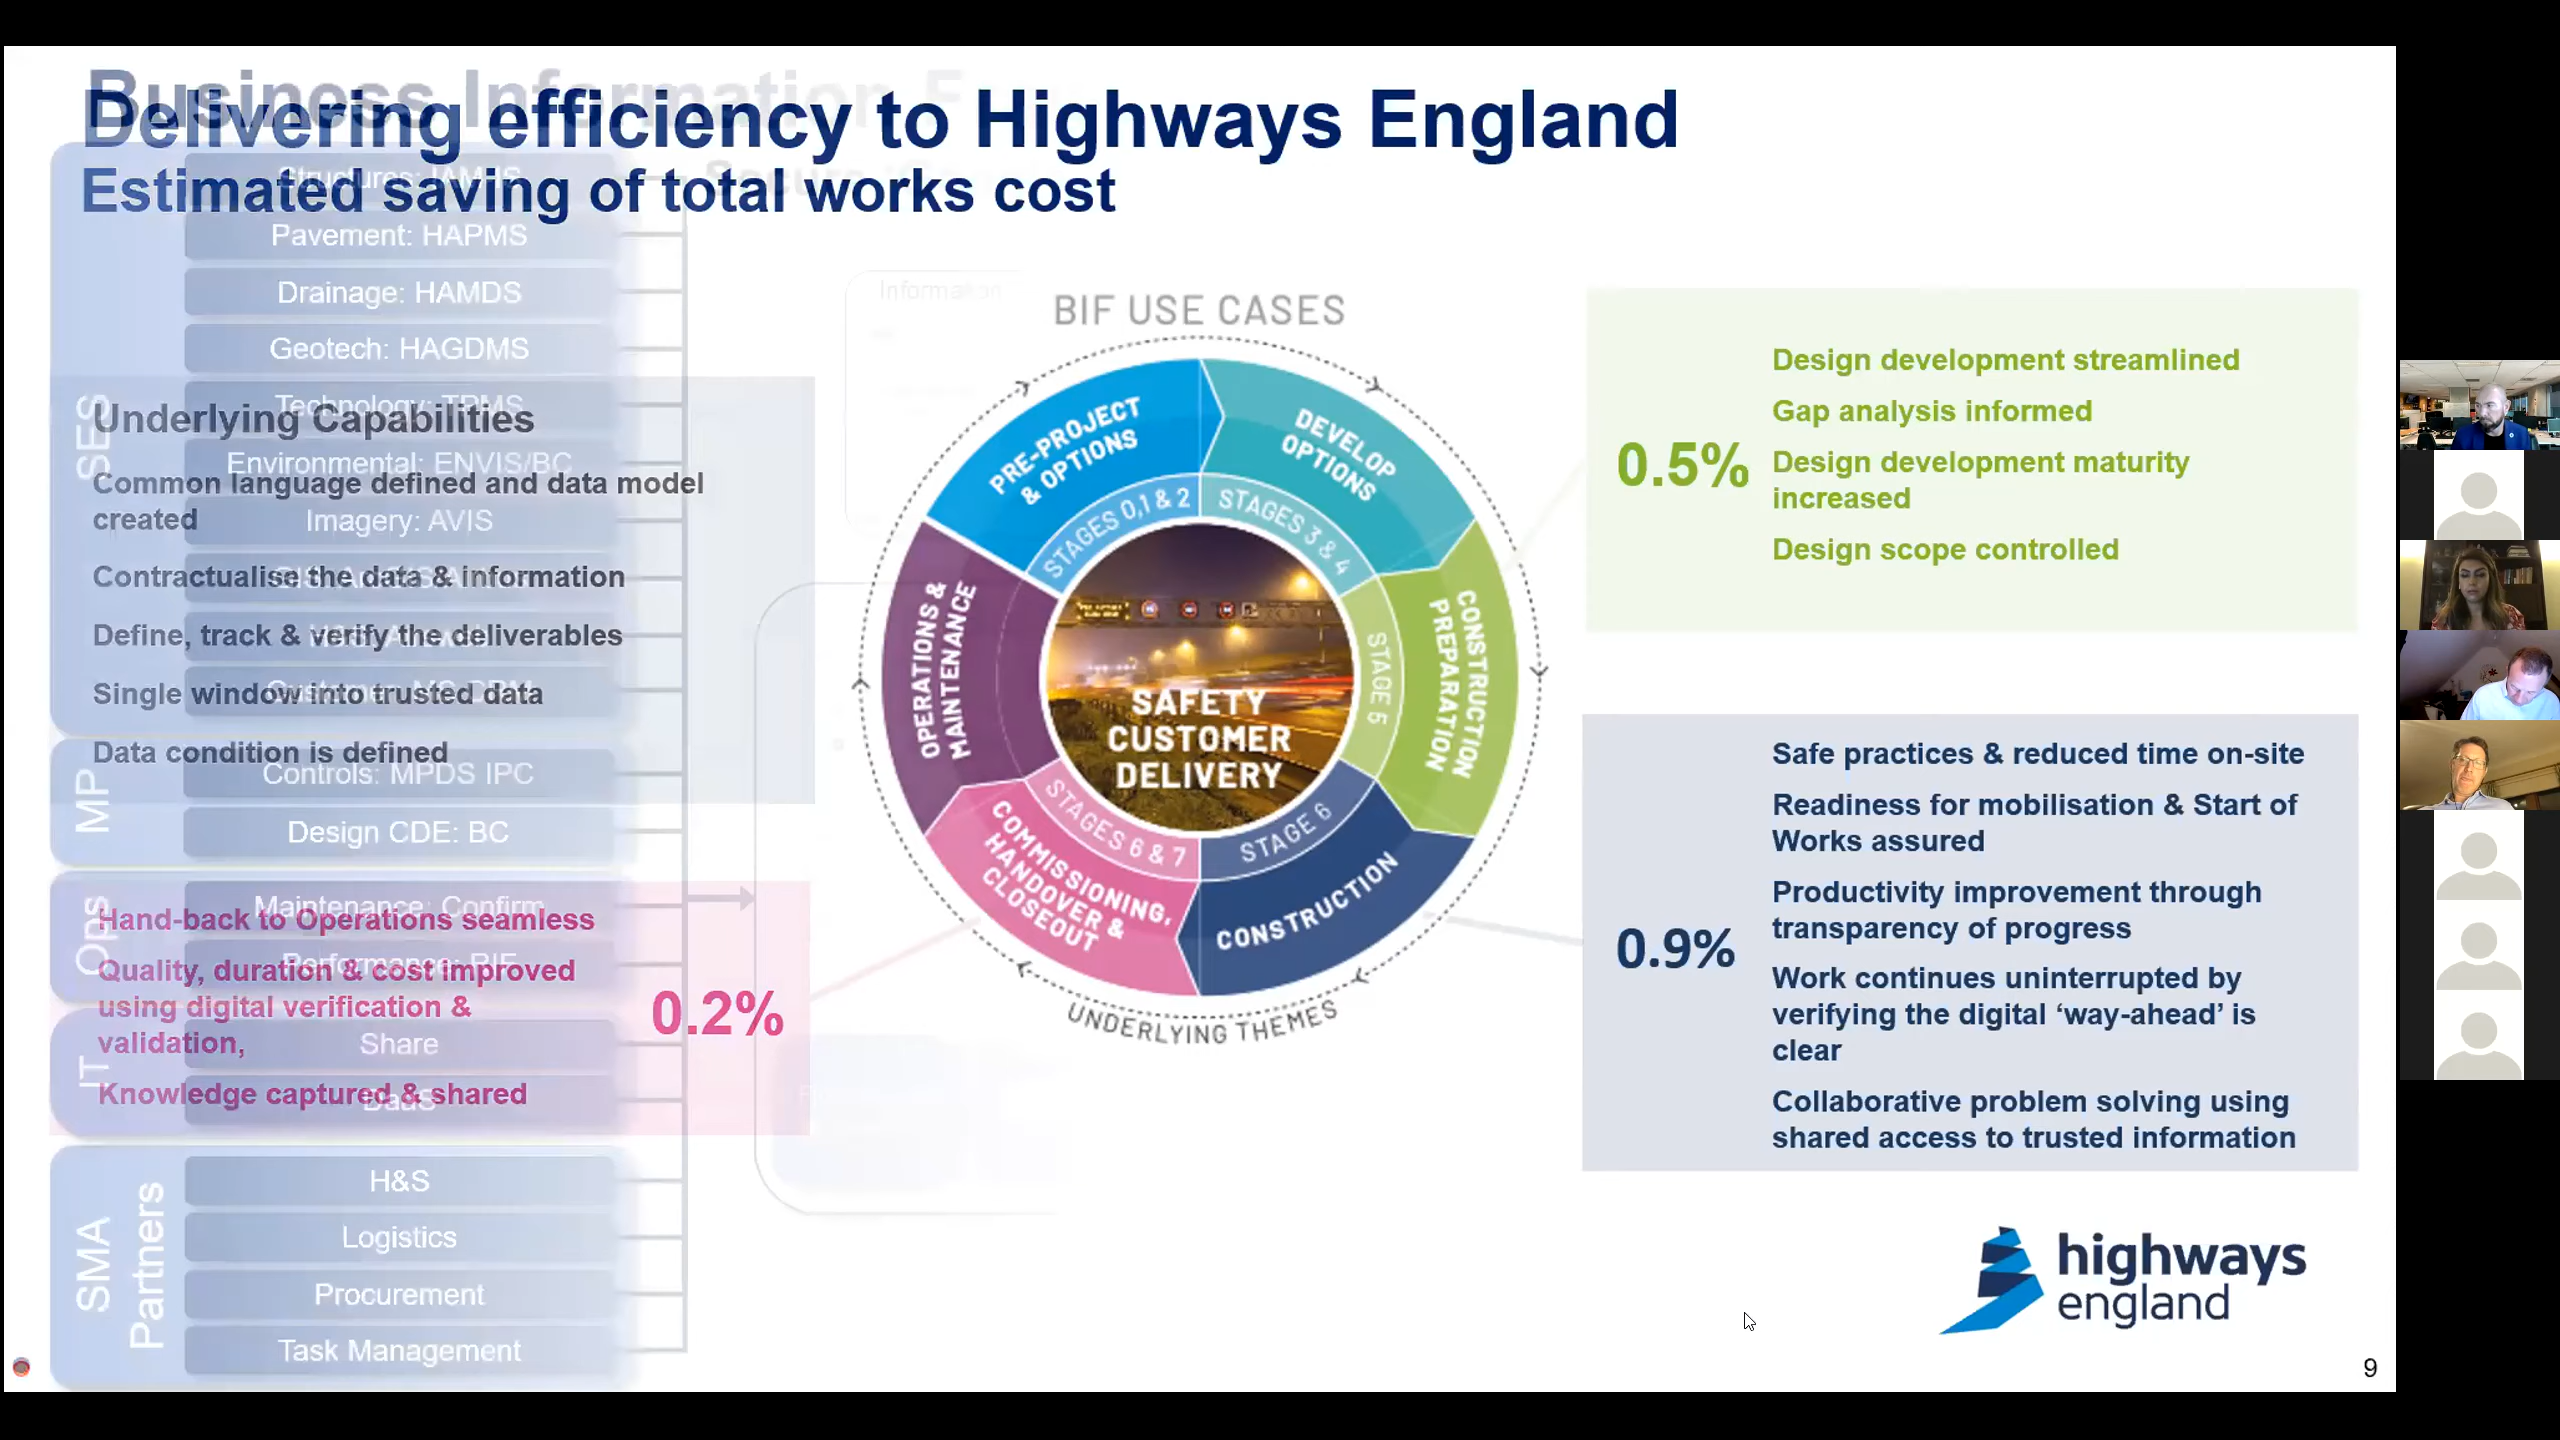 Business Information F
Delivering efficiency to Highways England
Estimated saving of total works cost
Secure
SES
Structures: IAMIS
Pavement: HAPMS
Drainage: HAMDS
Geotech: HAGDMS
Technology: TPMS
Environmental: ENVIS/BC
Imagery: AVIS
Underlying Capabilities
Common language defined and data model
created
Contractualise the data & information
Define, track & verify the deliverables
Single window into trusted data
Data condition is defined
MP
Controls: MPDS IPC
Design CDE: BC
Ops
Maintenance: Confirm
Performance: BIF
Hand-back to Operations seamless
Quality, duration & cost improved
using digital verification &
validation,
Knowledge captured & shared
0.2%
IT
Share
DaaS
SMA
Partners
H&S
Logistics
Procurement
Task Management
Information
BIF USE CASES
PRE-PROJECT
& OPTIONS
STAGES 0,1 & 2
DEVELOP
OPTIONS
STAGES 3 & 4
CONSTRUCTION
PREPARATION
STAGE 5
CONSTRUCTION
STAGE 6
COMMISSIONING,
HANDOVER &
CLOSEOUT
STAGES 6 & 7
OPERATIONS &
MAINTENANCE
SAFETY
CUSTOMER
DELIVERY
UNDERLYING THEMES
0.5%
Design development streamlined
Gap analysis informed
Design development maturity
increased
Design scope controlled
0.9%
Safe practices & reduced time on-site
Readiness for mobilisation & Start of
Works assured
Productivity improvement through
transparency of progress
Work continues uninterrupted by
verifying the digital ‘way-ahead’ is
clear
Collaborative problem solving using
shared access to trusted information
highways
england
9